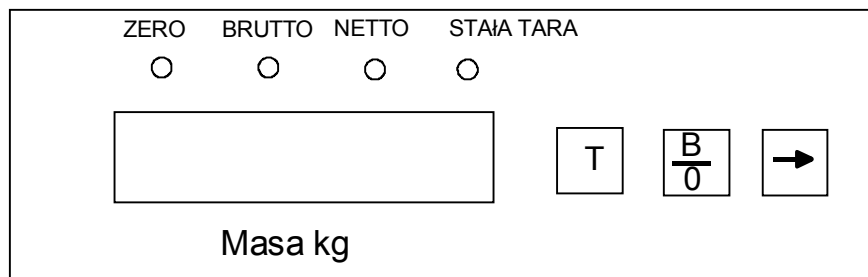 ZERO BRUTTO NETTO STAłA TARA
T B/0
Masa kg